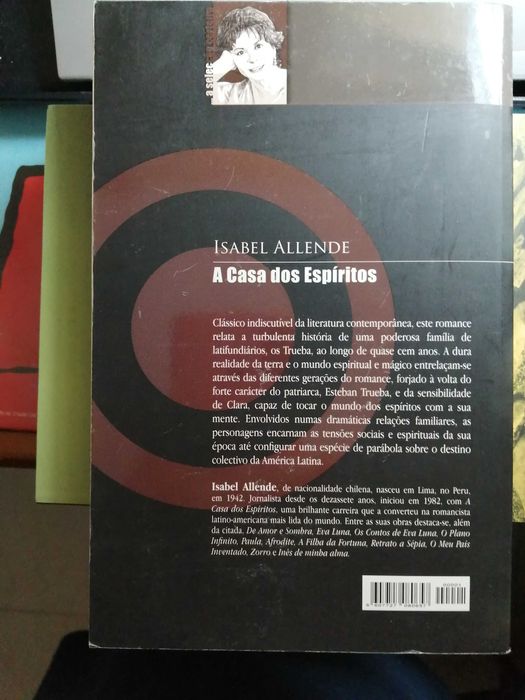 a selec
ISABEL ALLENDE
A Casa dos Espíritos
Clássico indiscutível da literatura contemporânea, este romance
relata a turbulenta história de uma poderosa família de
latifundiários, os Trueba, ao longo de quase cem anos. A dura
realidade da terra e o mundo espiritual e mágico entrelaçam-se
através das diferentes gerações do romance, forjado à volta do
forte carácter do patriarca, Esteban Trueba, e da sensibilidade
de Clara, capaz de tocar o mundo dos espíritos com a sua
mente. Envolvidos numas dramáticas relações familiares, as
personagens encarnam as tensões sociais e espirituais da sua
época até configurar uma espécie de parábola sobre o destino
colectivo da América Latina.
Isabel Allende, de nacionalidade chilena, nasceu em Lima, no Peru,
em 1942. Jornalista desde os dezassete anos, iniciou em 1982, com A
Casa dos Espíritos, uma brilhante carreira que a converteu na romancista
latino-americana mais lida do mundo. Entre as suas obras destaca-se, além
da citada, De Amor e Sombra, Eva Luna, Os Contos de Eva Luna, O Plano
Infinito, Paula, Afrodite, A Filha da Fortuna, Retrato a Sépia, O Meu País
Inventado, Zorro e Inês de minha alma.
00001